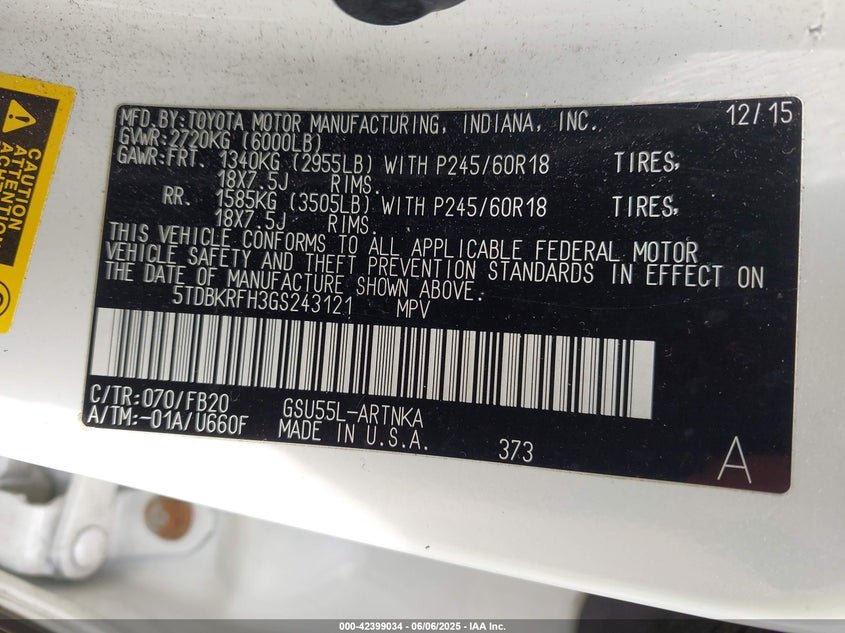 CAUTION
ATTENTION
MFD.BY:TOYOTA MOTOR MANUFACTURING, INDIANA, INC. 12/15
GVWR:2720KG (6000LB)
GAWR:FRT. 1340KG (2955LB) WITH P245/60R18 TIRES,
18X7.5J RIMS.
RR. 1585KG (3505LB) WITH P245/60R18 TIRES,
18X7.5J RIMS.
THIS VEHICLE CONFORMS TO ALL APPLICABLE FEDERAL MOTOR
VEHICLE SAFETY AND THEFT PREVENTION STANDARDS IN EFFECT ON
THE DATE OF MANUFACTURE SHOWN ABOVE.
5TDBKRFH3GS243121 MPV
C/TR:070/FB20 GSU55L-ARTNKA
A/TM:-01A/U660F MADE IN U.S.A. 373 A
000-42399034 / 06/06/2025 - IAA Inc.